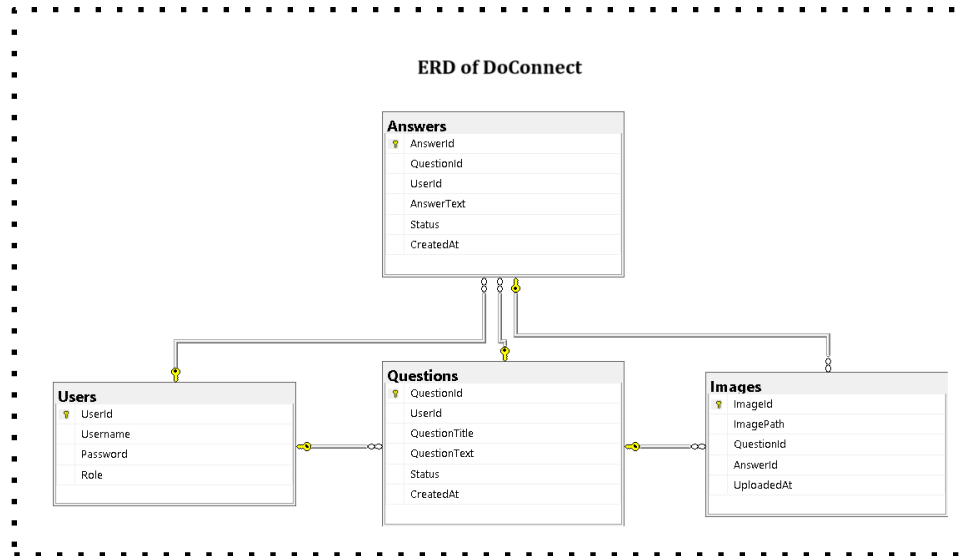 ERD of DoConnect
Answers
AnswerId
QuestionId
UserId
AnswerText
Status
CreatedAt
Users
UserId
Username
Password
Role
Questions
QuestionId
UserId
QuestionTitle
QuestionText
Status
CreatedAt
Images
ImageId
ImagePath
QuestionId
AnswerId
UploadedAt